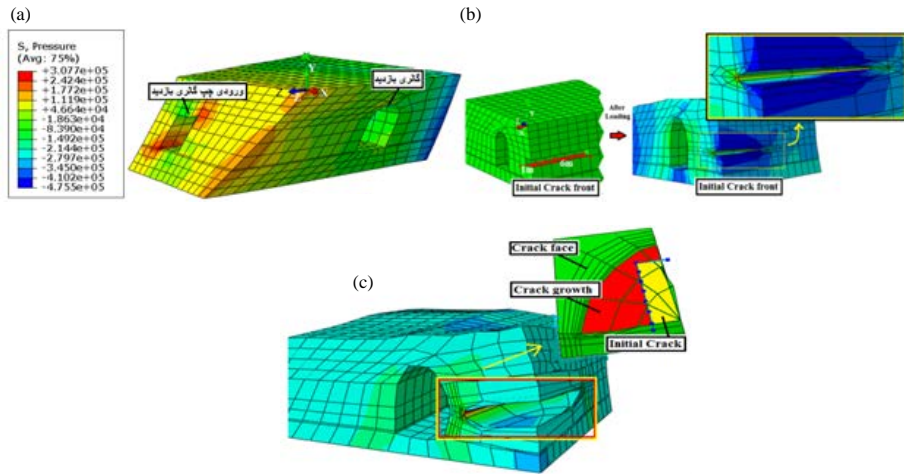 (a)
S, Pressure
(Avg: 75%)
+3.077e+05
+2.424e+05
+1.772e+05
+1.119e+05
+4.664e+04
-1.863e+04
-8.390e+04
-1.492e+05
-2.144e+05
-2.797e+05
-3.450e+05
-4.102e+05
-4.755e+05
ورودی چپ گالری بازدید
گالری بازدید
Y
Z
X
(b)
After
Loading
Initial Crack front
Initial Crack front
(c)
Crack face
Crack growth
Initial Crack